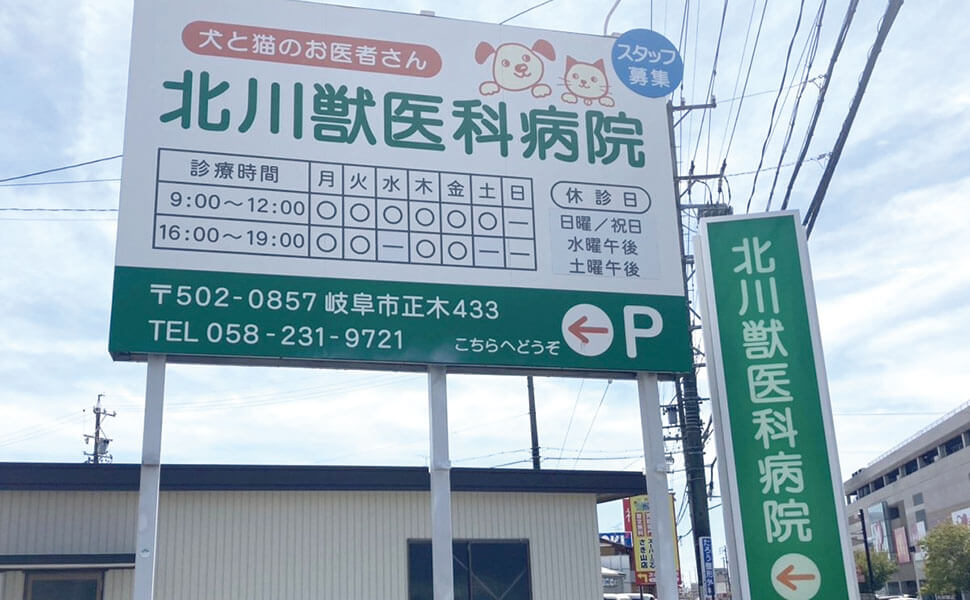 犬と猫のお医者さん
スタッフ
募集
北川獣医科病院
診療時間 月 火 水 木 金 土 日
9:00～12:00 ○ ○ ○ ○ ○ ○ ー
16:00～19:00 ○ ○ ー ○ ○ ー ー
休診日
日曜／祝日
水曜午後
土曜午後
〒502-0857 岐阜市正木433
TEL 058-231-9721
こちらへどうぞ ← P
北川獣医科病院
←